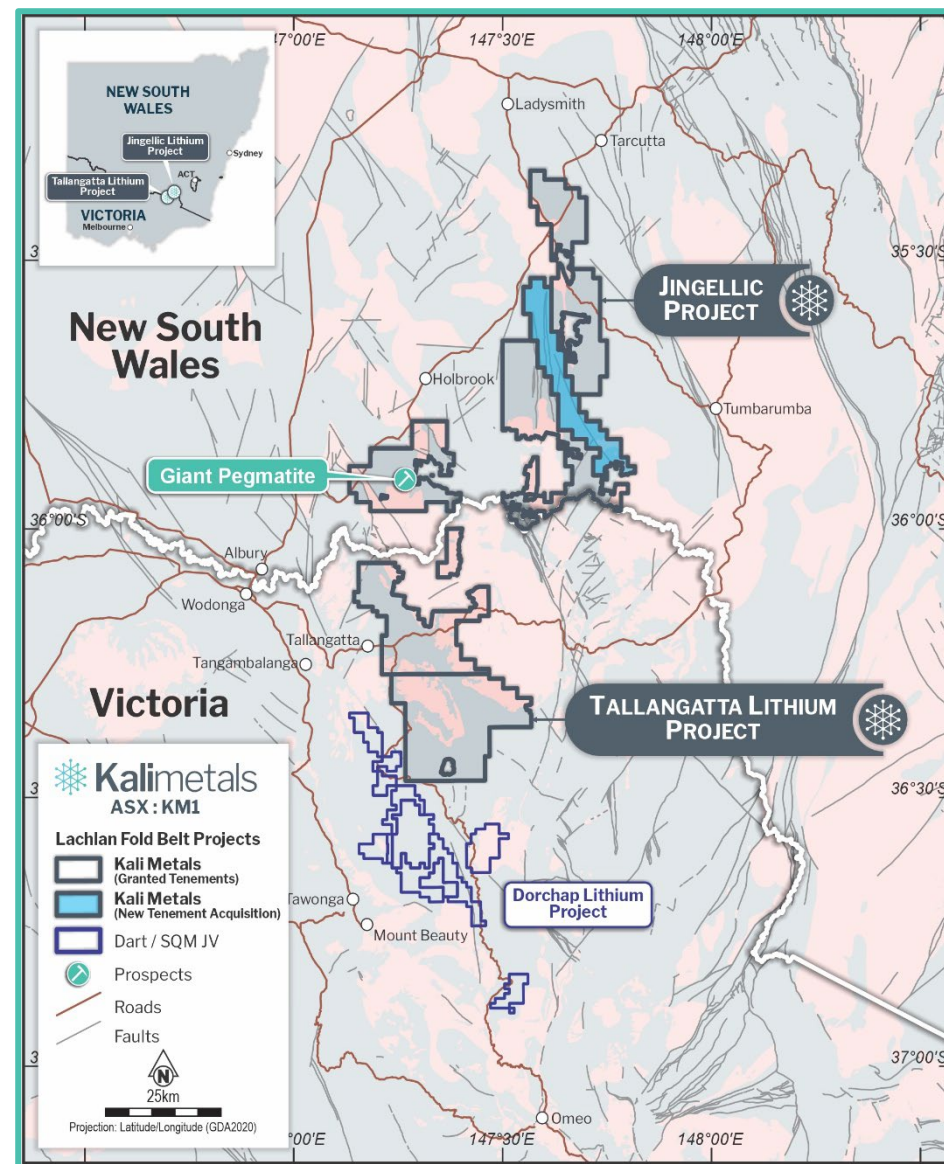 147°00'E
147°30'E
148°00'E
NEW SOUTH
WALES
Jingellic Lithium
Project
Sydney
ACT
Tallangatta Lithium
Project
VICTORIA
Melbourne
Ladysmith
Tarcutta
35°30'S
JINGELLIC
PROJECT
New South
Wales
Holbrook
Tumbarumba
Giant Pegmatite
36°00'S
36°00'S
Albury
Wodonga
Tallangatta
Tangambalanga
Victoria
TALLANGATTA LITHIUM
PROJECT
36°30'S
Kalimetals
ASX : KM1
Lachlan Fold Belt Projects
Kali Metals
(Granted Tenements)
Kali Metals
(New Tenement Acquisition)
Dart / SQM JV
Prospects
Roads
Faults
N
25km
Projection: Latitude/Longitude (GDA2020)
Dorchap Lithium
Project
Tawonga
Mount Beauty
37°00'S
Omeo
147°30'E
148°00'E